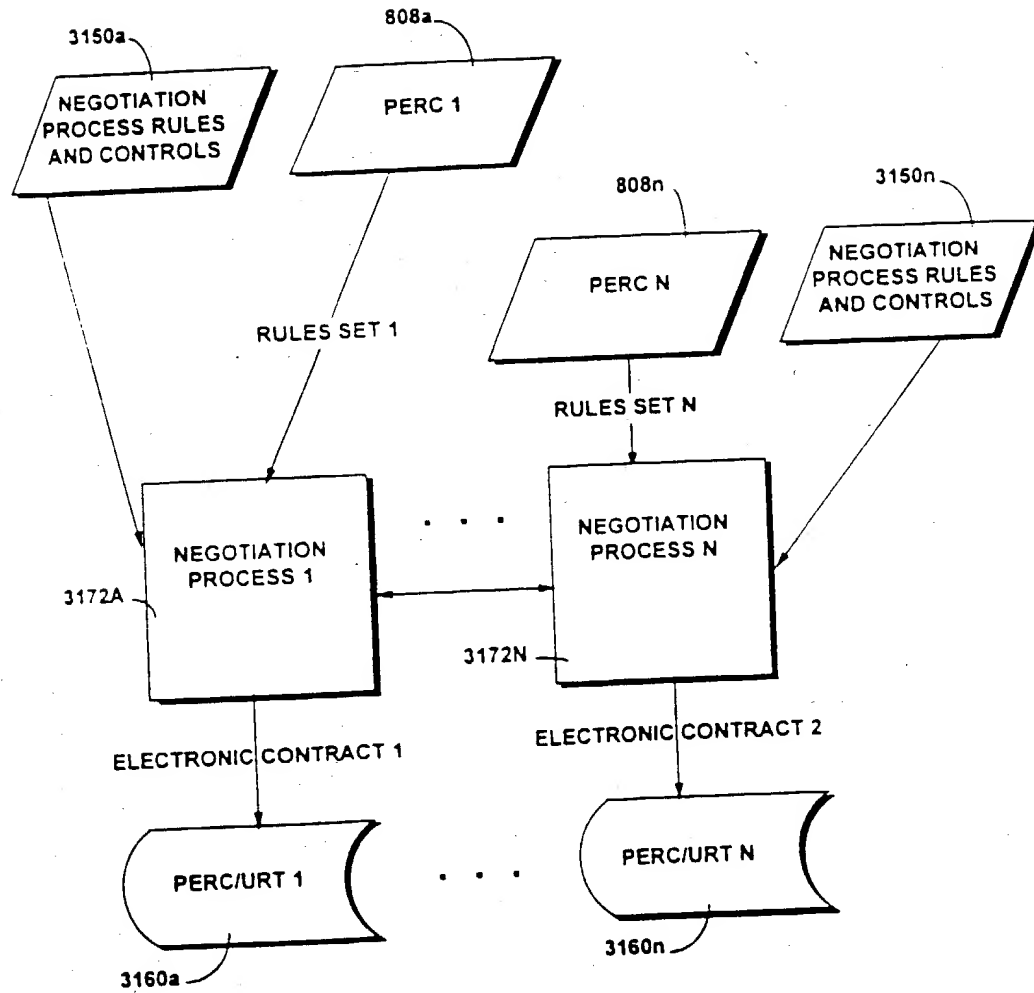 3150a
808a
NEGOTIATION
PROCESS RULES
AND CONTROLS
PERC 1
808n
3150n
PERC N
NEGOTIATION
PROCESS RULES
AND CONTROLS
RULES SET 1
RULES SET N
NEGOTIATION
PROCESS 1
. . .
NEGOTIATION
PROCESS N
3172A
3172N
ELECTRONIC CONTRACT 1
ELECTRONIC CONTRACT 2
PERC/URT 1
. . .
PERC/URT N
3160a
3160n